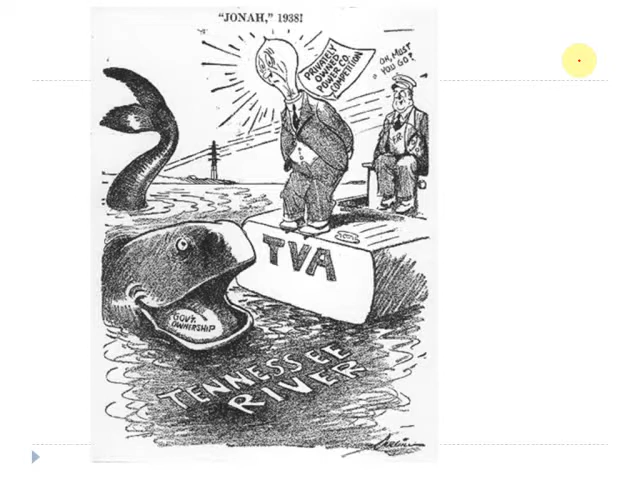 "JONAH," 1938!
PRIVATELY
OWNED
POWER CO.
COMPETITION
OH, MUST
YOU GO?
F.R.
TVA
GOV'T.
OWNERSHIP
TENNESSEE
RIVER